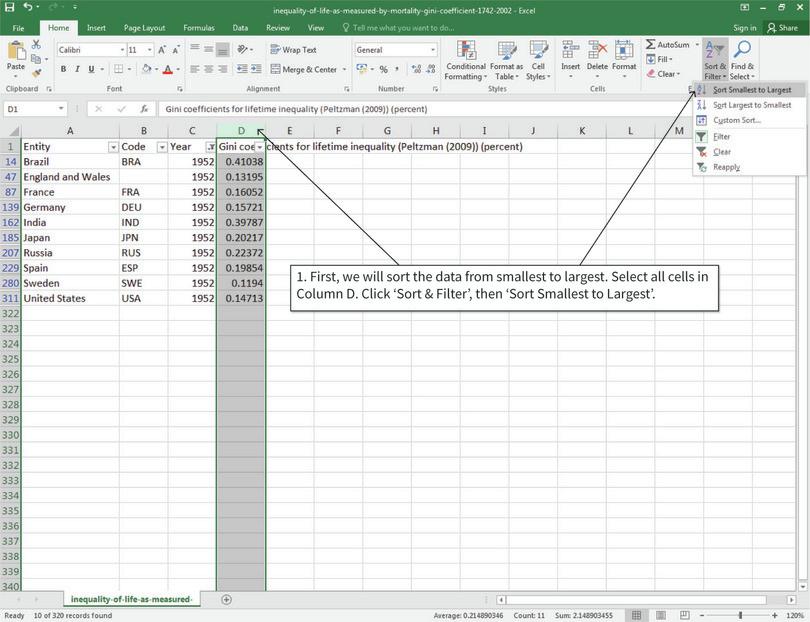 inequality-of-life-as-measured-by-mortality-gini-coefficient-1742-2002 - Excel
File Home Insert Page Layout Formulas Data Review View Tell me what you want to do... Sign in Share
Paste Calibri 11 A A Wrap Text General Conditional Formatting Format as Table Cell Styles Insert Delete Format AutoSum Sort & Filter Find & Select
B I U A Merge & Center % , Fill Clear
Clipboard Font Alignment Number Styles Cells
Sort Smallest to Largest
Sort Largest to Smallest
Custom Sort...
Filter
Clear
Reapply
D1 fx Gini coefficients for lifetime inequality (Peltzman (2009)) (percent)
A B C D E F G H I J K L M
1 Entity Code Year Gini coefficients for lifetime inequality (Peltzman (2009)) (percent)
14 Brazil BRA 1952 0.41038
47 England and Wales 1952 0.13195
87 France FRA 1952 0.16052
139 Germany DEU 1952 0.15721
162 India IND 1952 0.39787
185 Japan JPN 1952 0.20217
207 Russia RUS 1952 0.22372
229 Spain ESP 1952 0.19854
280 Sweden SWE 1952 0.1194
311 United States USA 1952 0.14713
1. First, we will sort the data from smallest to largest. Select all cells in
Column D. Click ‘Sort & Filter’, then ‘Sort Smallest to Largest’.
322
323
324
325
326
327
328
329
330
331
332
333
334
335
336
337
338
339
340
inequality-of-life-as-measured-
Ready 10 of 320 records found Average: 0.214890346 Count: 11 Sum: 2.148903455 120%